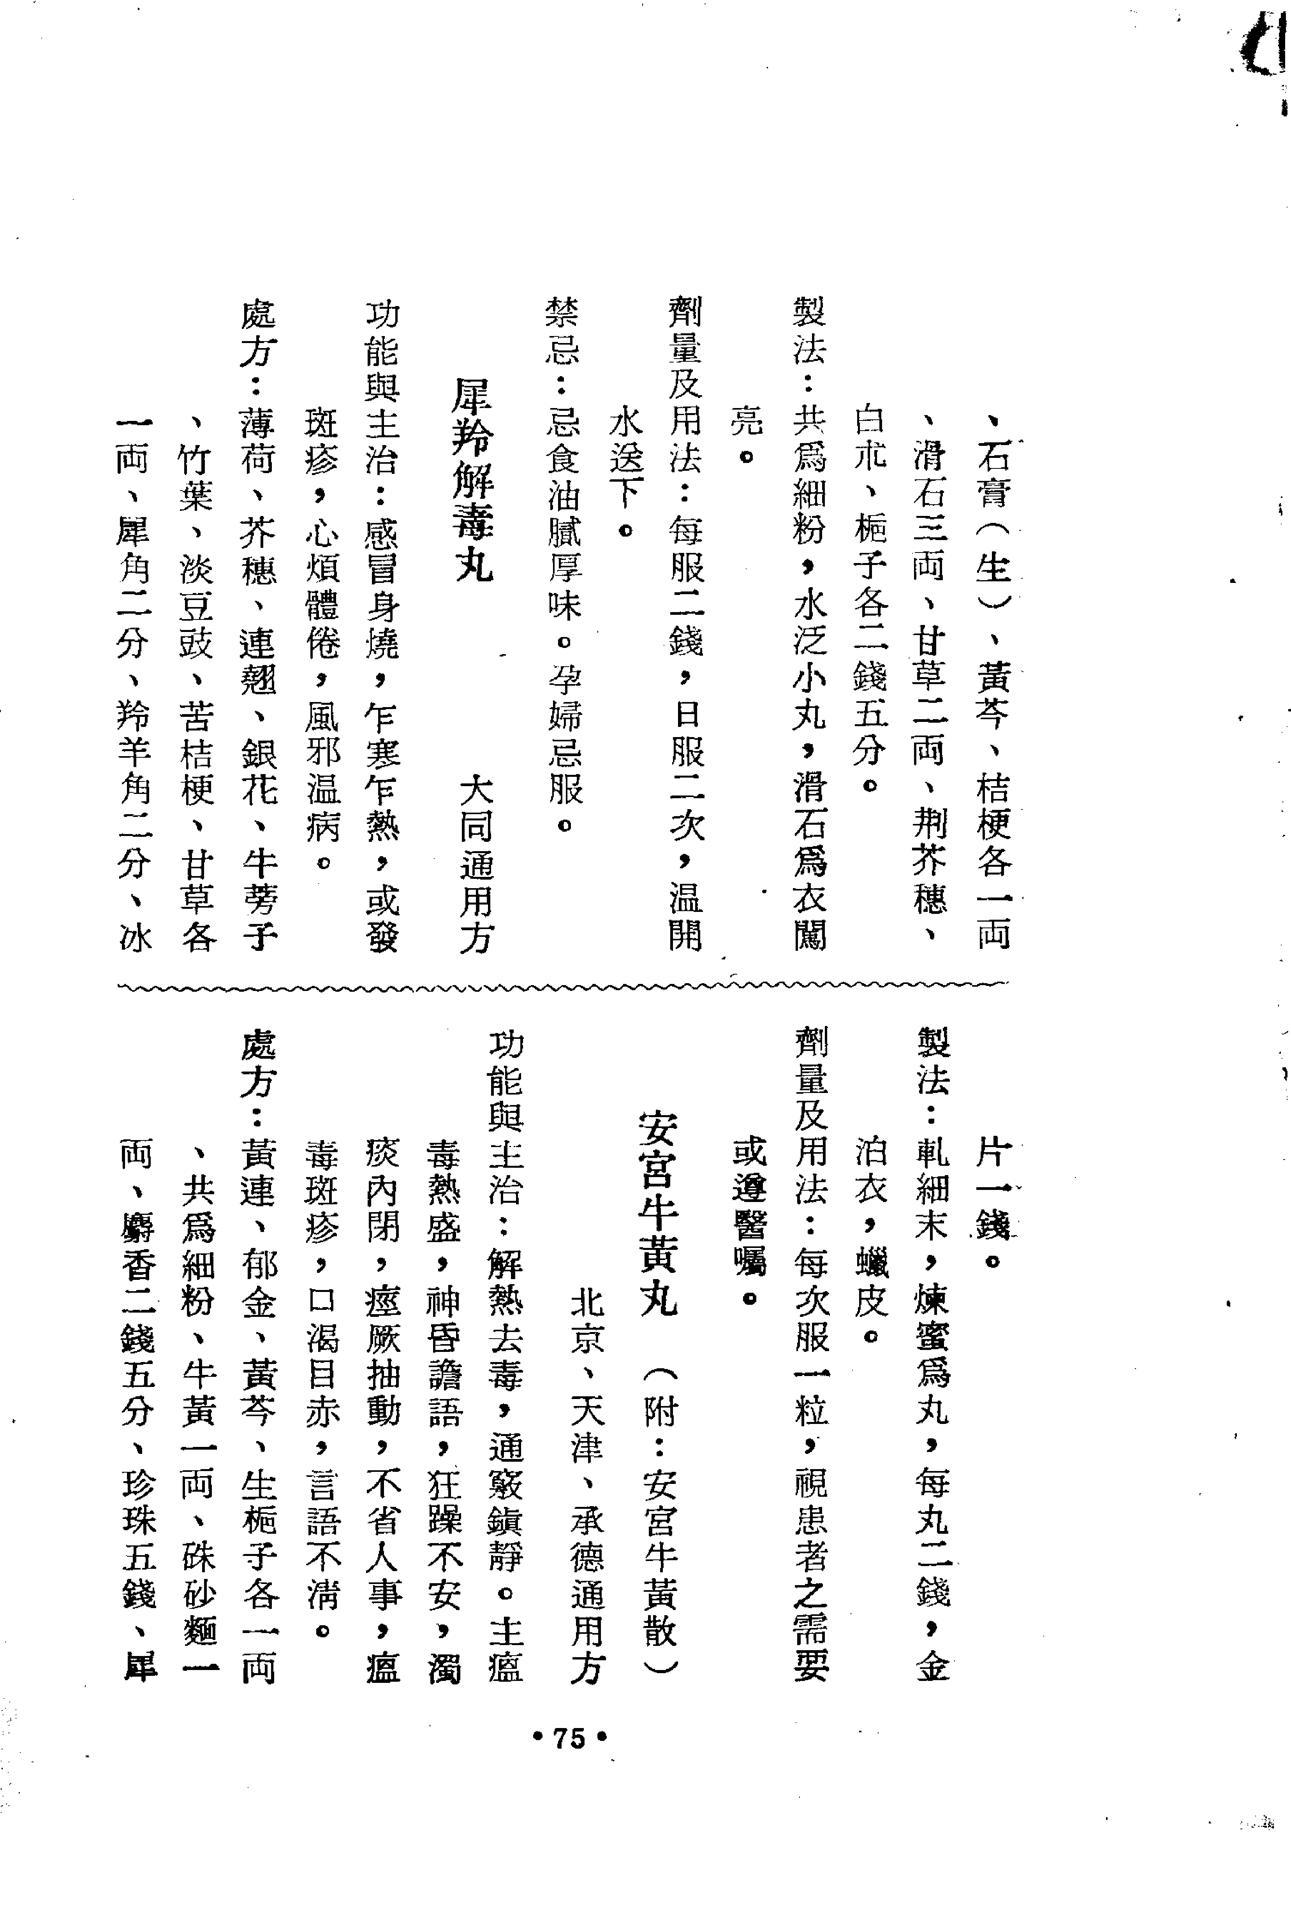 、石膏（生）、黃芩、桔梗各一両
、滑石三両、甘草二両、荆芥穗、
白朮、梔子各二錢五分。
製法：共爲細粉，水泛小丸，滑石爲衣闖
亮。
劑量及用法：每服二錢，日服二次，温開
水送下。
禁忌：忌食油膩厚味。孕婦忌服。
犀羚解毒丸
大同通用方
功能與主治：感冒身燒，乍寒乍熱，或發
斑疹，心煩體倦，風邪温病。
處方：薄荷、芥穗、連翹、銀花、牛蒡子
、竹葉、淡豆豉、苦桔梗、甘草各
一両、犀角二分、羚羊角二分、冰
片一錢。
製法：軋細末，煉蜜爲丸，每丸二錢，金
泊衣，蠟皮。
劑量及用法：每次服一粒，視患者之需要
或遵醫囑。
安宮牛黃丸　（附：安宮牛黃散）
北京、天津、承德通用方
功能與主治：解熱去毒，通竅鎭靜。主瘟
毒熱盛，神昏譫語，狂躁不安，濁
痰內閉，痙厥抽動，不省人事，瘟
毒斑疹，口渴目赤，言語不淸。
處方：黃連、郁金、黃芩、生梔子各一両
、共爲細粉、牛黃一両、硃砂麵一
両、麝香二錢五分、珍珠五錢、犀
•75•